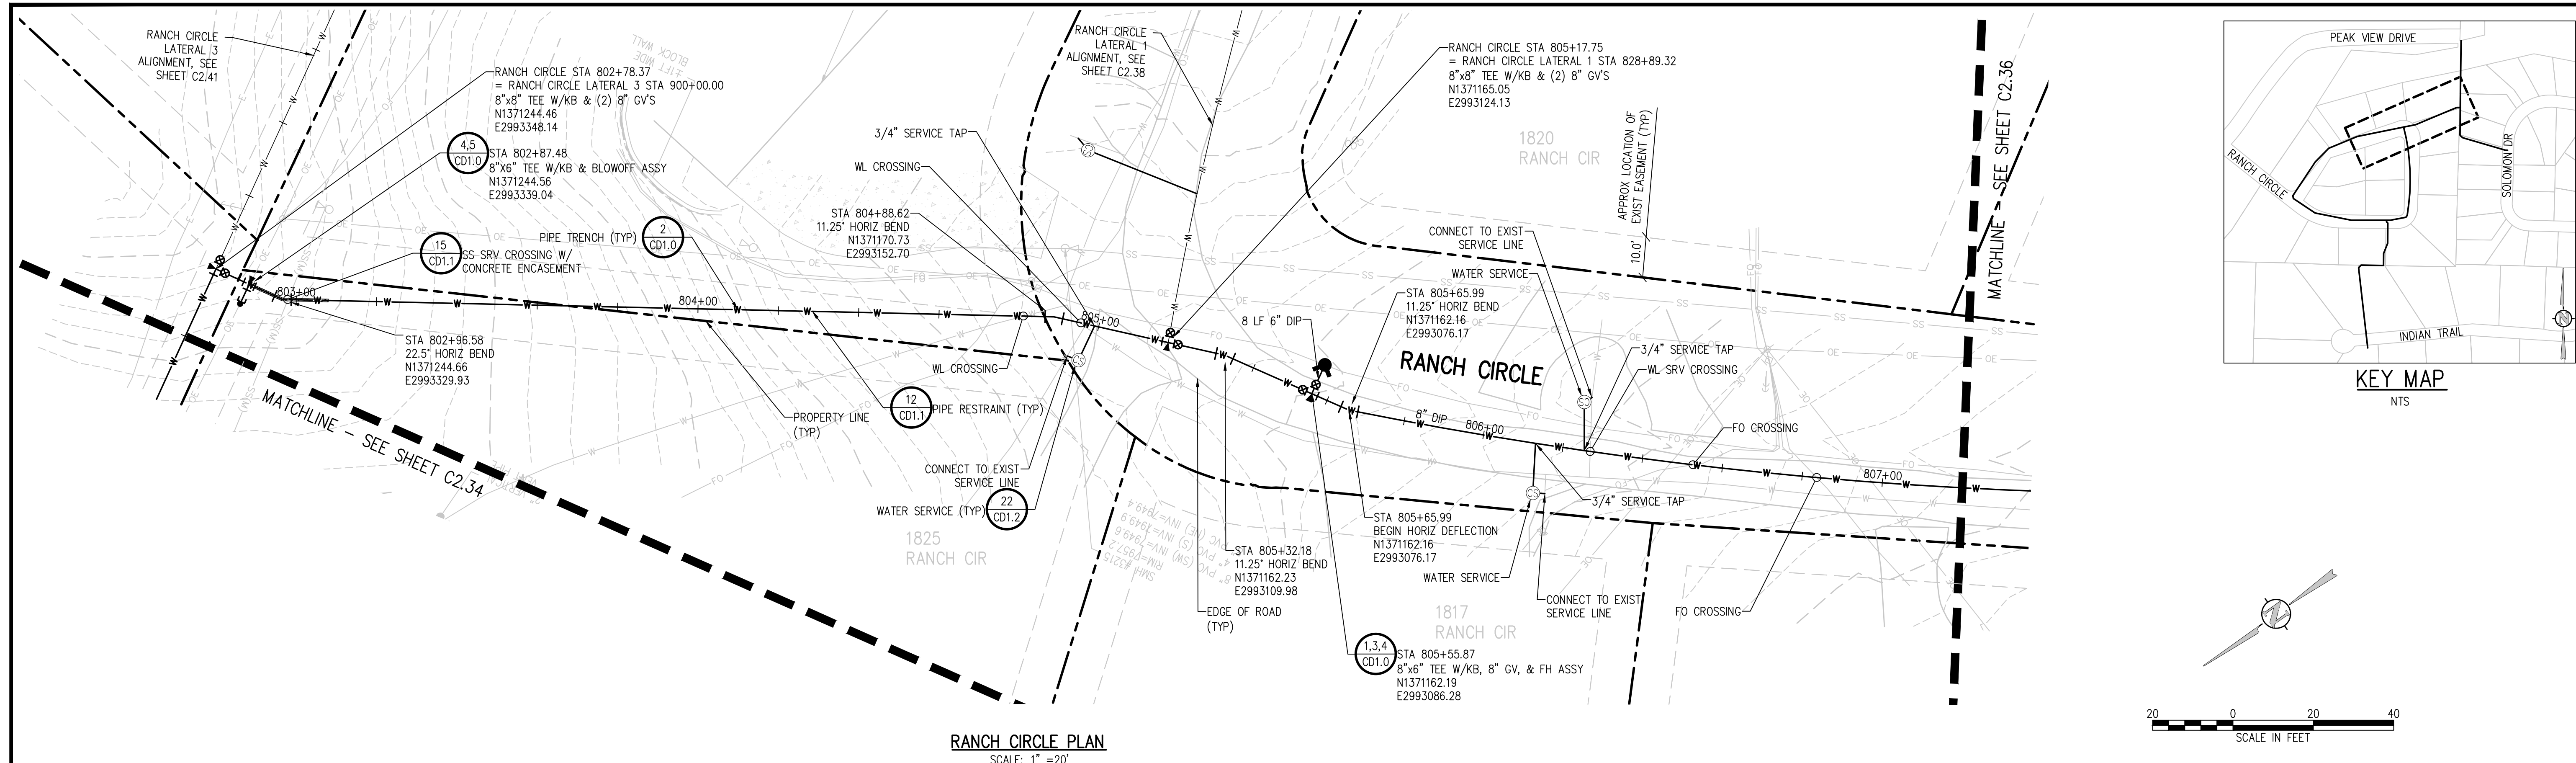 RANCH CIRCLE
LATERAL 3
ALIGNMENT, SEE
SHEET C2.41
RANCH CIRCLE STA 802+78.37
= RANCH CIRCLE LATERAL 3 STA 900+00.00
8"x8" TEE W/KB & (2) 8" GV'S
N1371244.46
E2993348.14
4,5
CD1.0
STA 802+87.48
8"X6" TEE W/KB & BLOWOFF ASSY
N1371244.56
E2993339.04
15
CD1.1
SS SRV CROSSING W/
CONCRETE ENCASEMENT
PIPE TRENCH (TYP)
2
CD1.0
803+00
804+00
805+00
806+00
807+00
STA 802+96.58
22.5° HORIZ BEND
N1371244.66
E2993329.93
MATCHLINE - SEE SHEET C2.34
BLOCK WALL
±1FT WIDE
RANCH CIRCLE
LATERAL 1
ALIGNMENT, SEE
SHEET C2.38
3/4" SERVICE TAP
WL CROSSING
STA 804+88.62
11.25° HORIZ BEND
N1371170.73
E2993152.70
WL CROSSING
12
CD1.1
PIPE RESTRAINT (TYP)
PROPERTY LINE
(TYP)
CONNECT TO EXIST
SERVICE LINE
WATER SERVICE (TYP)
22
CD1.2
1825
RANCH CIR
RANCH CIRCLE STA 805+17.75
= RANCH CIRCLE LATERAL 1 STA 828+89.32
8"x8" TEE W/KB & (2) 8" GV'S
N1371165.05
E2993124.13
1820
RANCH CIR
APPROX LOCATION OF
EXIST EASEMENT (TYP)
10.0'
CONNECT TO EXIST
SERVICE LINE
WATER SERVICE
STA 805+65.99
11.25° HORIZ BEND
N1371162.16
E2993076.17
8 LF 6" DIP
RANCH CIRCLE
8" DIP
3/4" SERVICE TAP
WL SRV CROSSING
FO CROSSING
3/4" SERVICE TAP
STA 805+65.99
BEGIN HORIZ DEFLECTION
N1371162.16
E2993076.17
STA 805+32.18
11.25° HORIZ BEND
N1371162.23
E2993109.98
EDGE OF ROAD
(TYP)
WATER SERVICE
CONNECT TO EXIST
SERVICE LINE
FO CROSSING
1817
RANCH CIR
1,3,4
CD1.0
STA 805+55.87
8"x6" TEE W/KB, 8" GV, & FH ASSY
N1371162.19
E2993086.28
MATCHLINE - SEE SHEET C2.36
RANCH CIRCLE PLAN
SCALE: 1" =20'
PEAK VIEW DRIVE
RANCH CIRCLE
SOLOMON DR
INDIAN TRAIL
N
KEY MAP
NTS
N
20 0 20 40
SCALE IN FEET